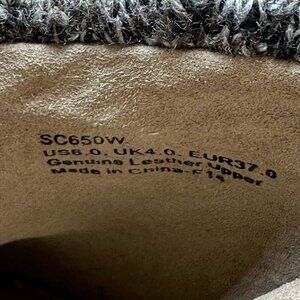 SC650W
US6.0, UK4.0, EUR37.0
Genuine Leather Upper
Made in China-F14